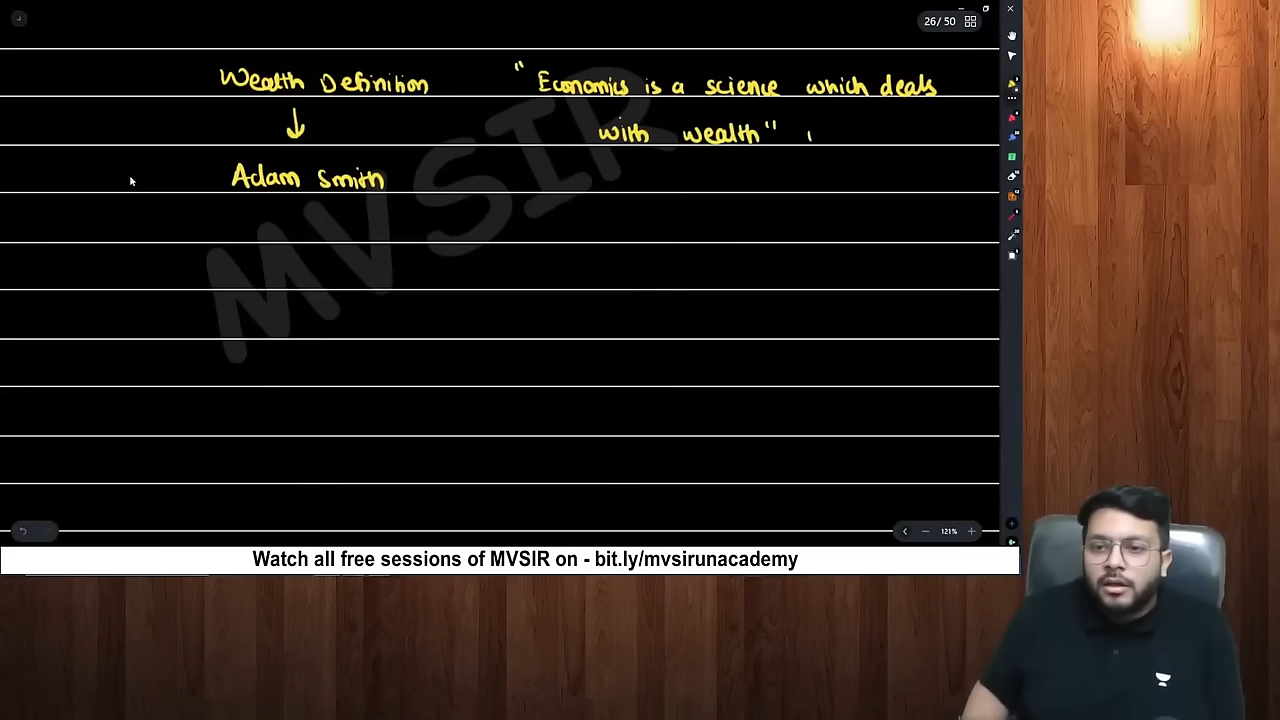 26/ 50
Wealth Definition
" Economics is a science which deals
with wealth"
↓
Adam Smith
MVSIR
121%
Watch all free sessions of MVSIR on - bit.ly/mvsirunacademy